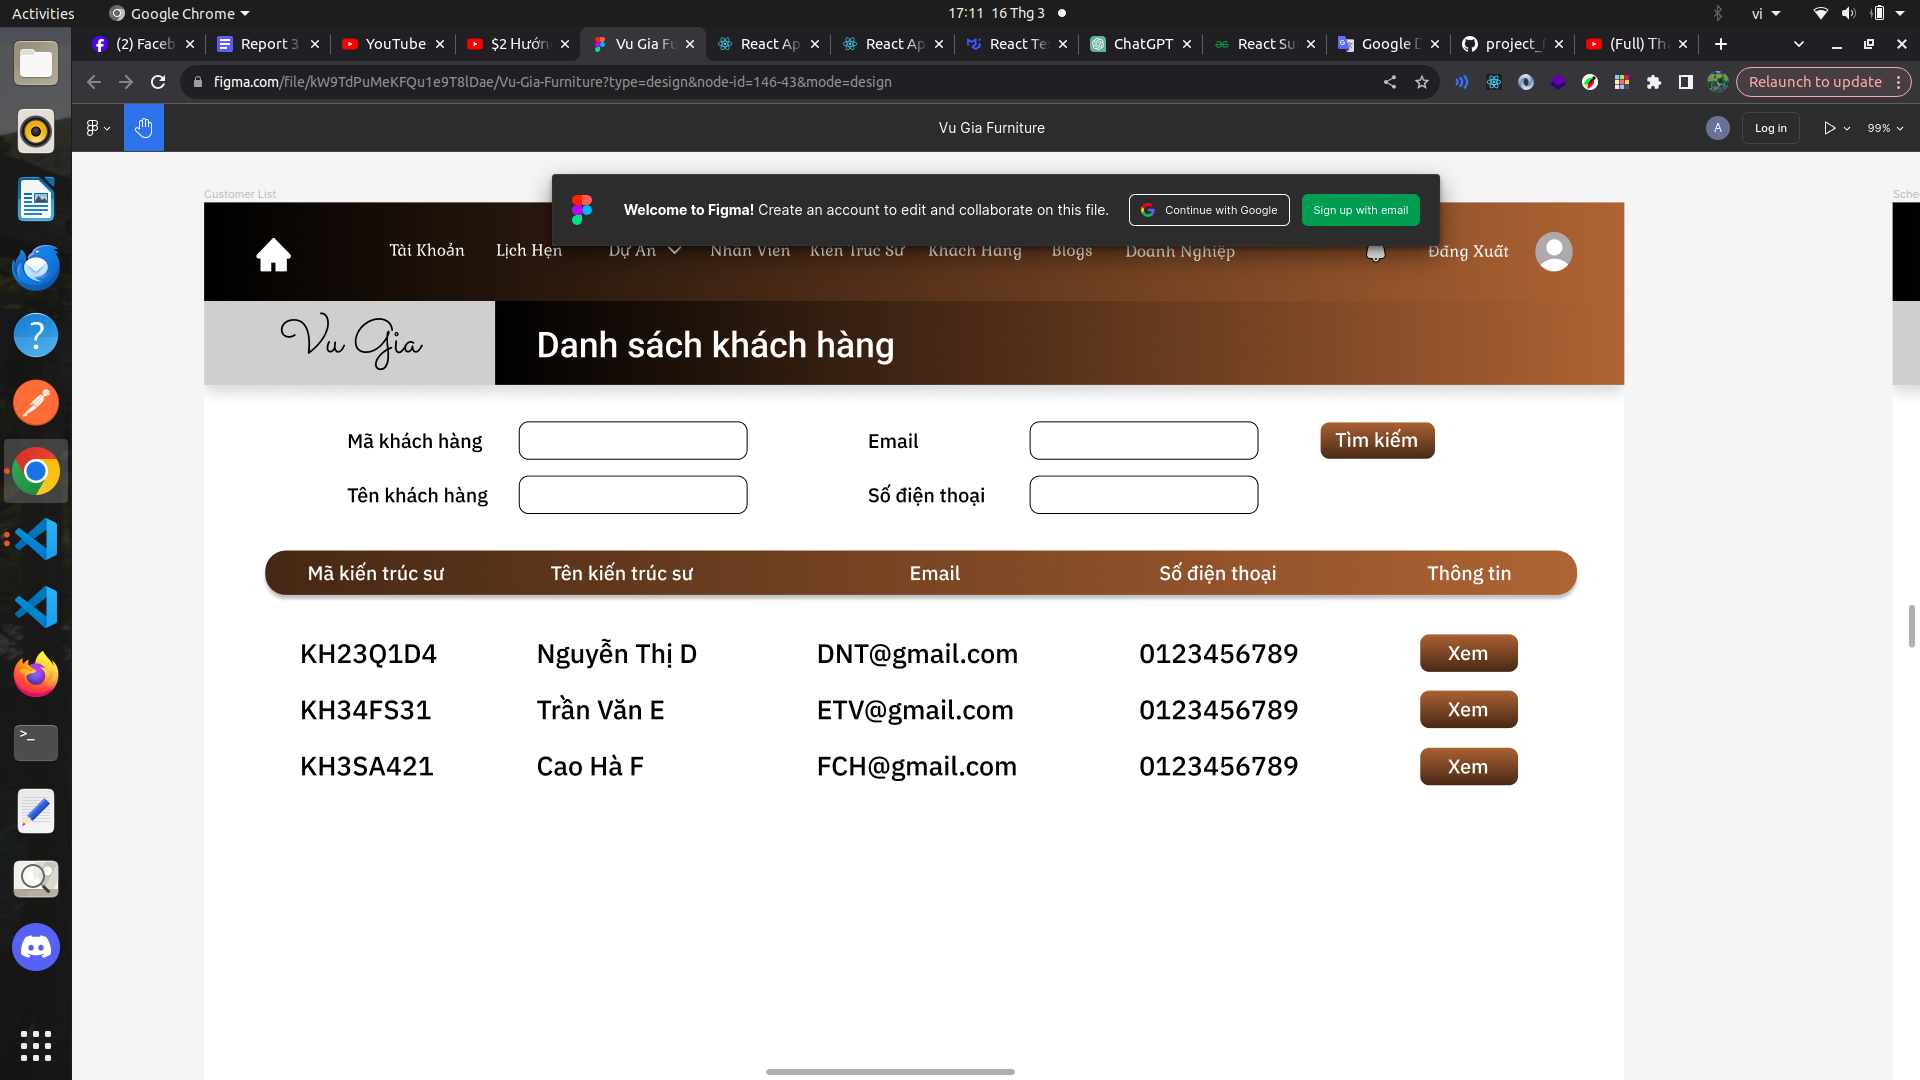 Activities Google Chrome 17:11 16 Thg 3 vi
(2) Faceb Report 3 YouTube $2 Hướn Vu Gia Fu React Ap React Ap React Te ChatGPT React Su Google D project_ (Full) Th
figma.com/file/kW9TdPuMeKFQu1e9T8lDae/Vu-Gia-Furniture?type=design&node-id=146-43&mode=design Relaunch to update
Vu Gia Furniture A Log in 99%
Customer List Sche
Welcome to Figma! Create an account to edit and collaborate on this file. Continue with Google Sign up with email
Tài Khoản Lịch Hẹn Dự Án Nhân Viên Kiến Trúc Sư Khách Hàng Blogs Doanh Nghiệp Đăng Xuất
Vu Gia Danh sách khách hàng
Mã khách hàng Email Tìm kiếm
Tên khách hàng Số điện thoại
Mã kiến trúc sư Tên kiến trúc sư Email Số điện thoại Thông tin
KH23Q1D4 Nguyễn Thị D DNT@gmail.com 0123456789 Xem
KH34FS31 Trần Văn E ETV@gmail.com 0123456789 Xem
KH3SA421 Cao Hà F FCH@gmail.com 0123456789 Xem